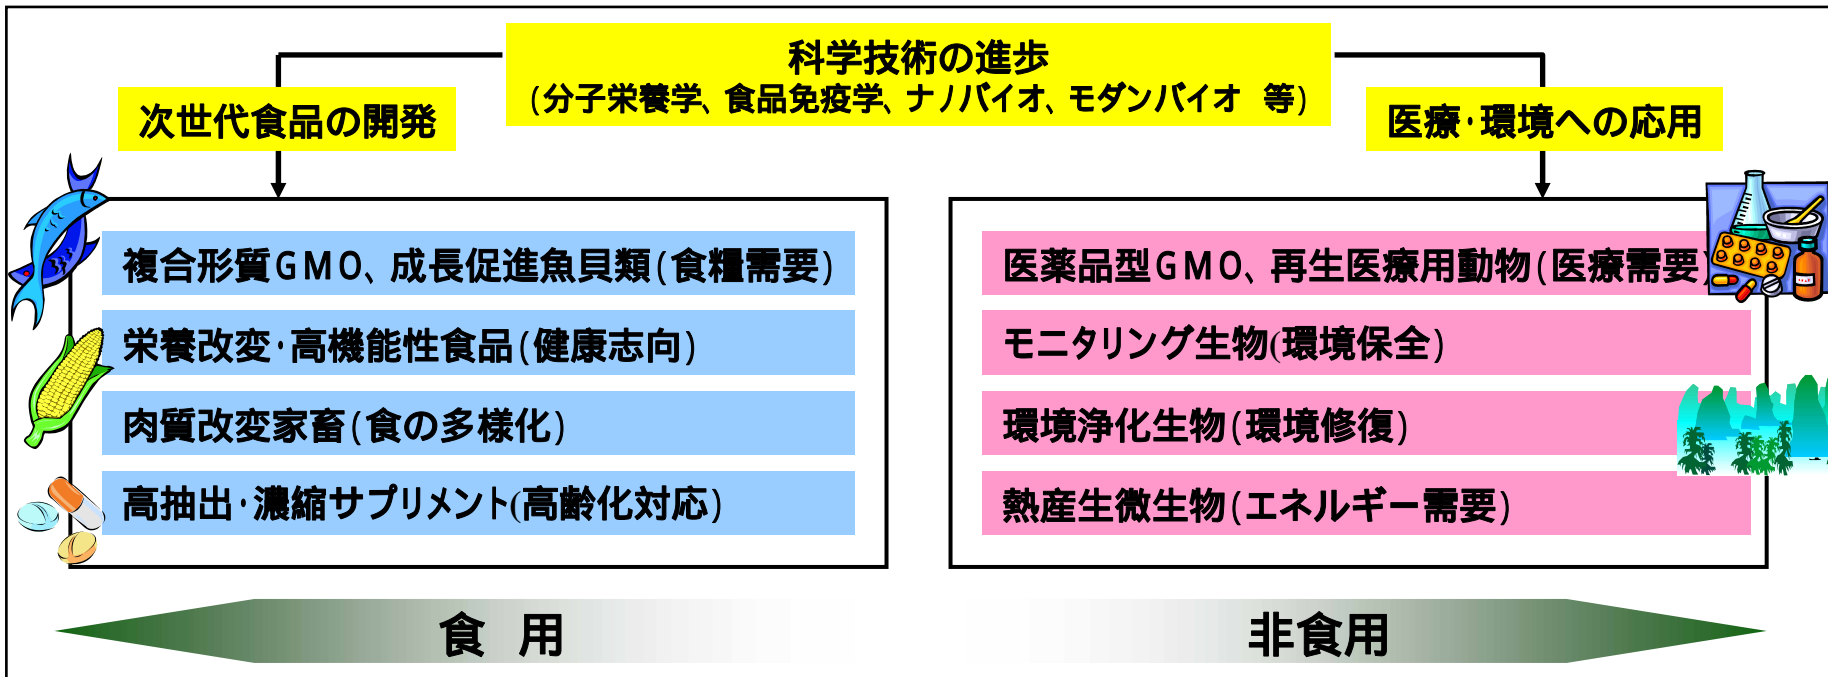 科学技術の進歩
(分子栄養学、食品免疫学、ナノバイオ、モダンバイオ 等)
次世代食品の開発
医療・環境への応用
複合形質GMO、成長促進魚貝類(食糧需要)
栄養改変・高機能性食品(健康志向)
肉質改変家畜(食の多様化)
高抽出・濃縮サプリメント(高齢化対応)
医薬品型GMO、再生医療用動物(医療需要)
モニタリング生物(環境保全)
環境浄化生物(環境修復)
熱産生微生物(エネルギー需要)
食 用
非食用